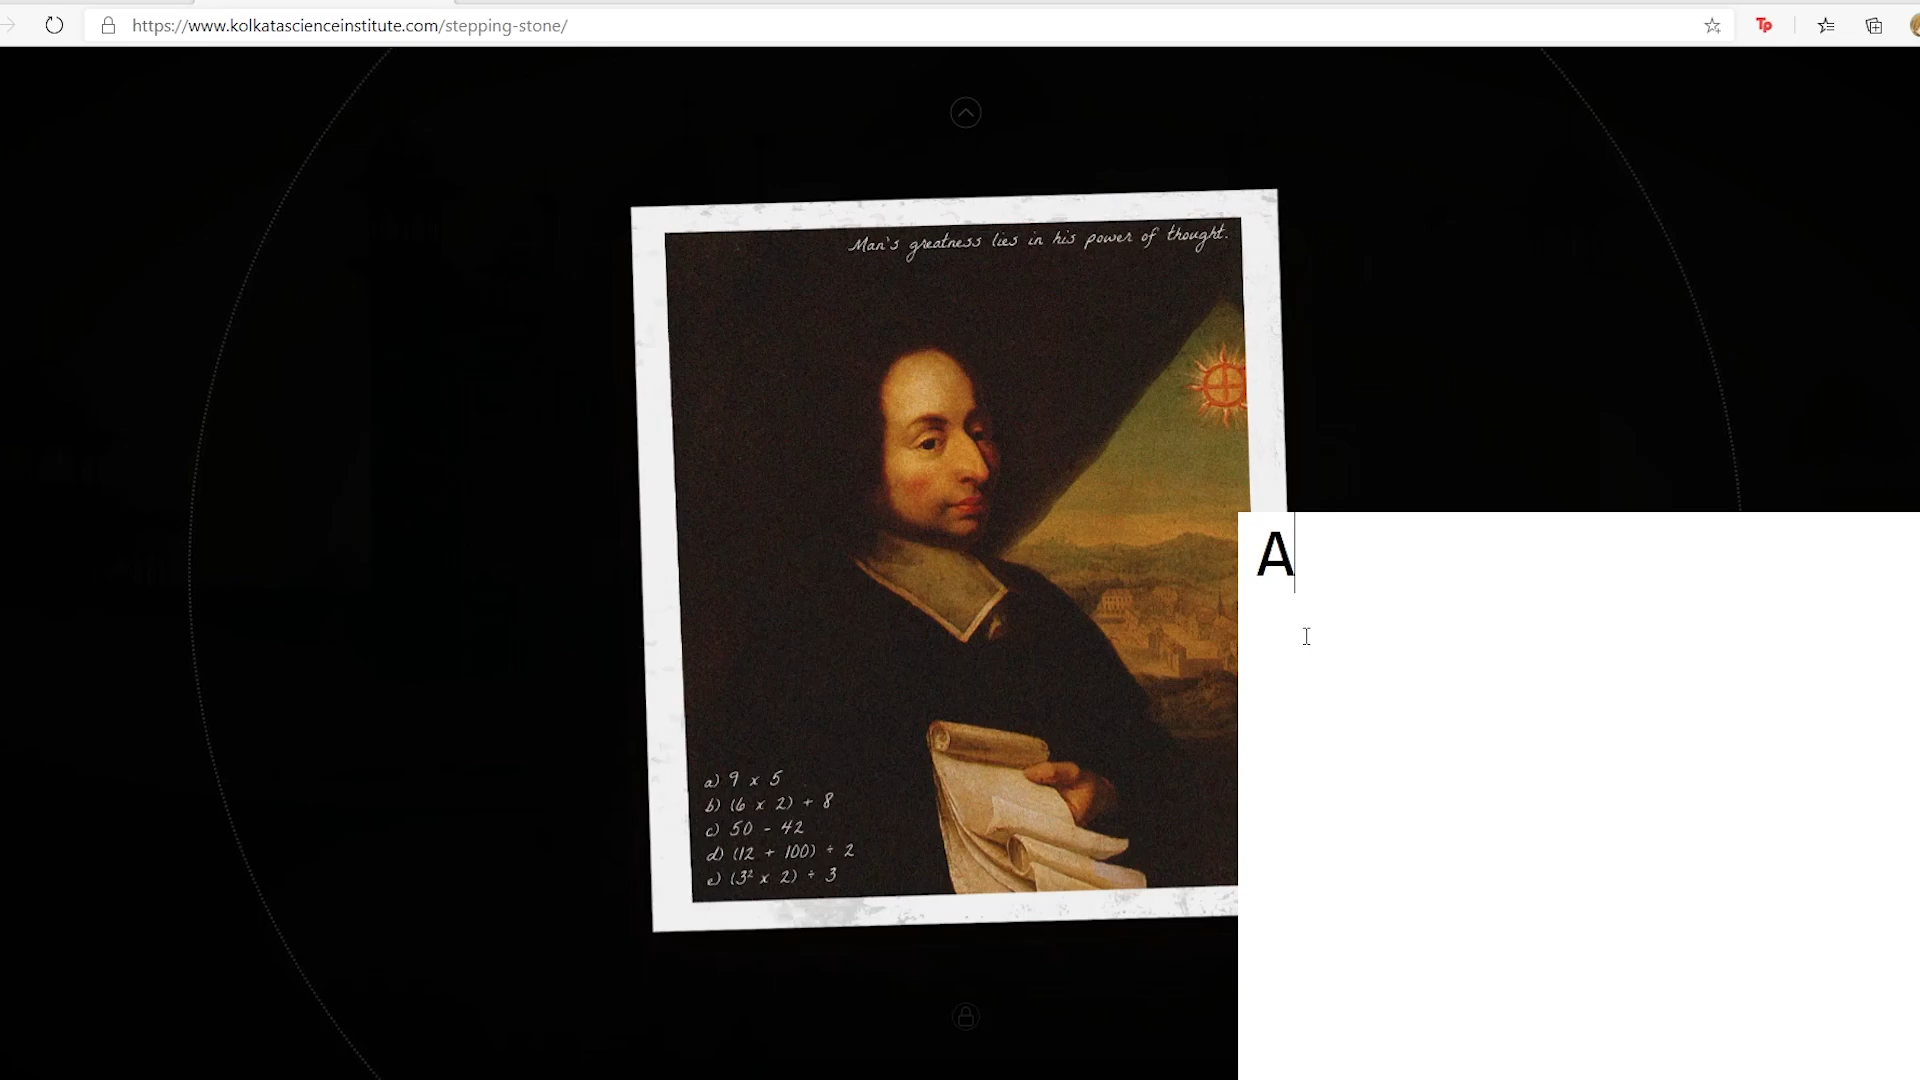 https://www.kolkatascienceinstitute.com/stepping-stone/
Tp
Man's greatness lies in his power of thought.
a) 9 x 5
b) (6 x 2) + 8
c) 50 - 42
d) (12 + 100) ÷ 2
e) (3² x 2) ÷ 3
A